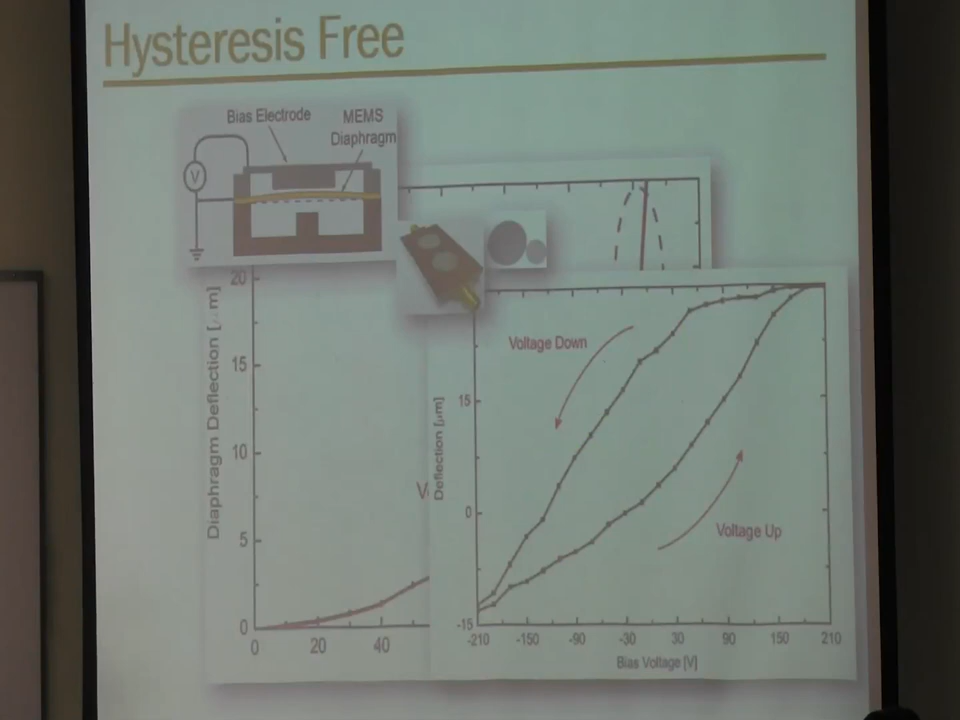 Hysteresis Free
Bias Electrode
MEMS
Diaphragm
V
20
15
10
5
0
Diaphragm Deflection [μm]
0
20
40
Voltage Down
Voltage Up
15
0
-15
Deflection [μm]
-210
-150
-90
-30
30
90
150
210
Bias Voltage [V]